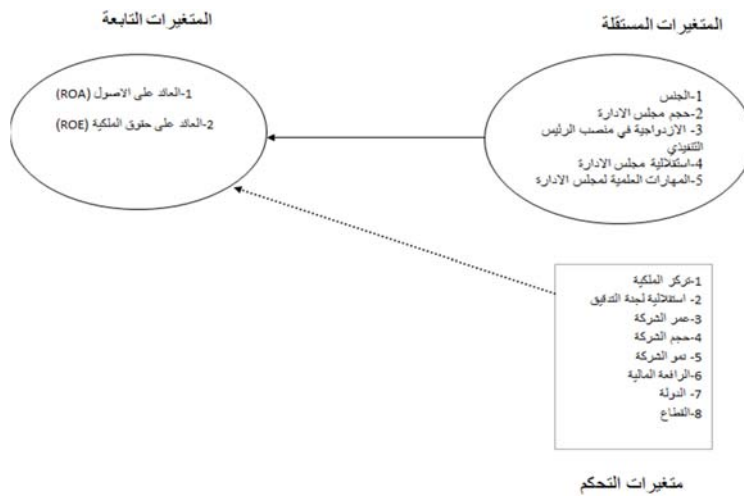 المتغيرات المستقلة
المتغيرات التابعة
1-الجنس
2-حجم مجلس الادارة
3- الازدواجية في منصب الرئيس
التنفيذي
4-استقلالية مجلس الادارة
5-المهارات العلمية لمجلس الادارة
1-العائد على الاصول (ROA)
2-العائد على حقوق الملكية (ROE)
1-تركز الملكية
2- استقلالية لجنة التدقيق
3-عمر الشركة
4-حجم الشركة
5- نمو الشركة
6-الرافعة المالية
7- الدولة
8-القطاع
متغيرات التحكم